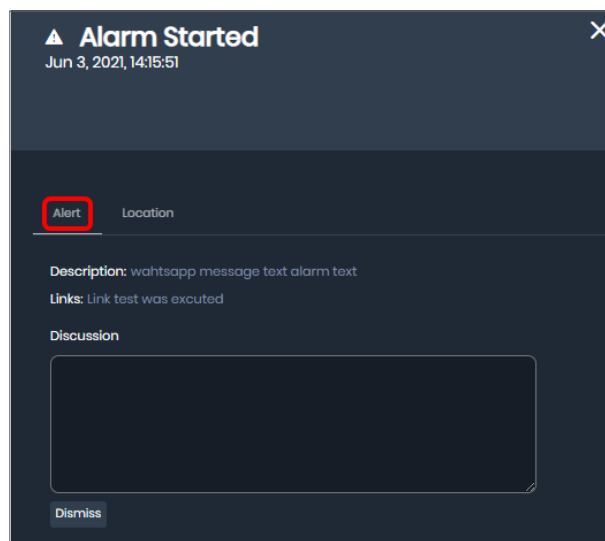 Alarm Started
Jun 3, 2021, 14:15:51
Alert Location
Description: wahtsapp message text alarm text
Links: Link test was excuted
Discussion
Dismiss